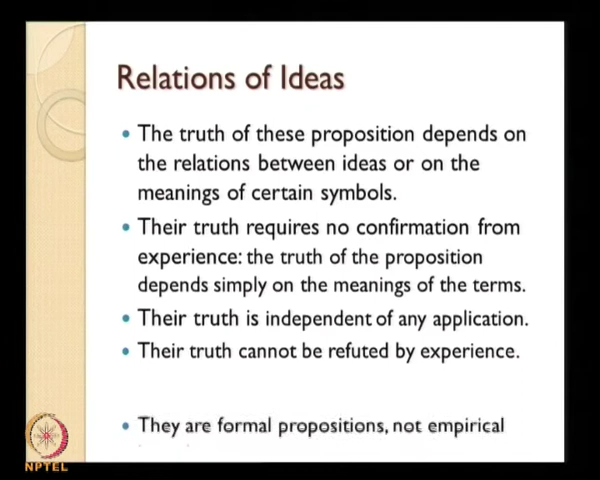 Relations of Ideas
• The truth of these proposition depends on
the relations between ideas or on the
meanings of certain symbols.
• Their truth requires no confirmation from
experience: the truth of the proposition
depends simply on the meanings of the terms.
• Their truth is independent of any application.
• Their truth cannot be refuted by experience.
• They are formal propositions, not empirical
NPTEL